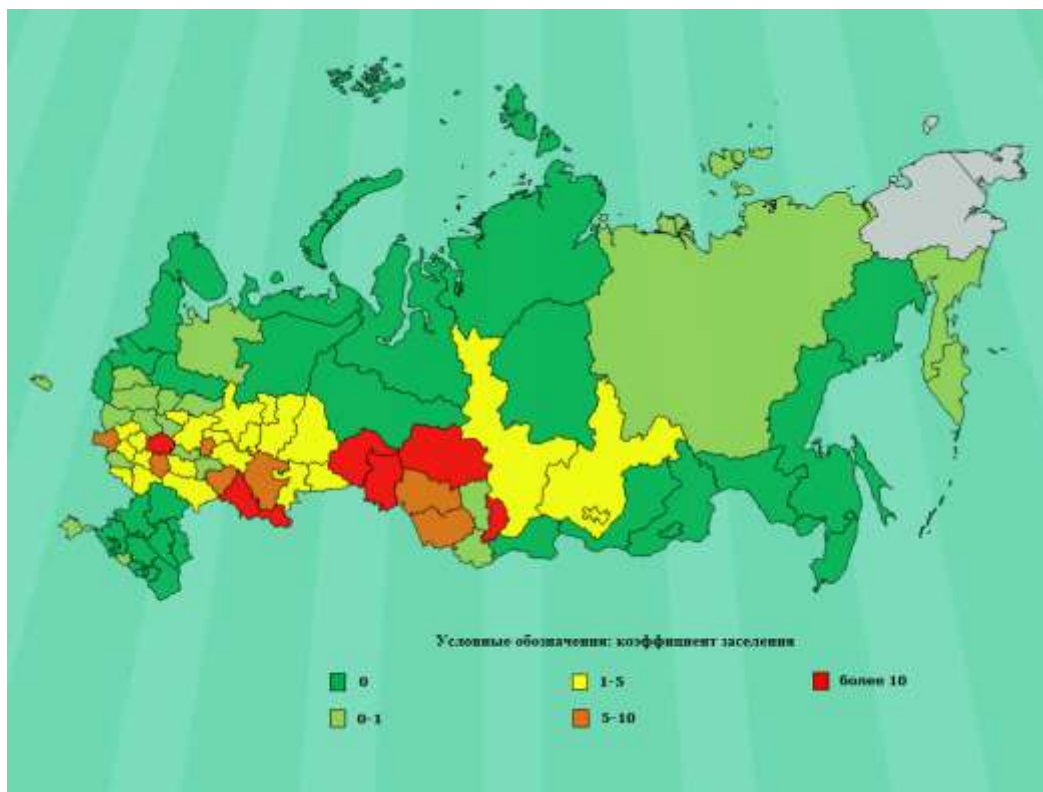 Условные обозначения: коэффициент заселения
0 1-5 более 10
0-1 5-10